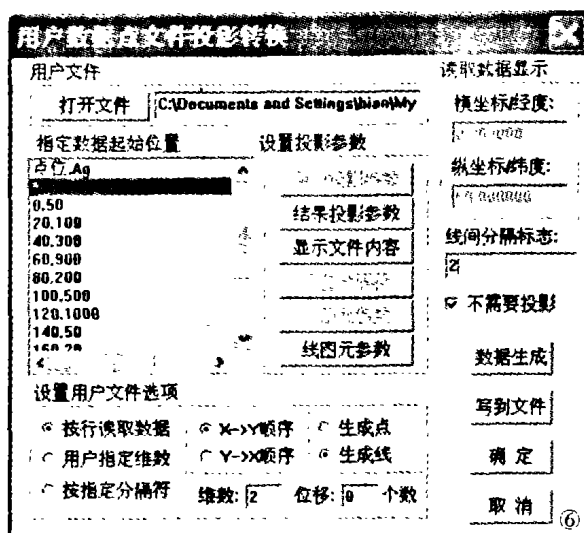 用户数据点文件投影转换
用户文件
打开文件 C:\Documents and Settings\bian\My
指定数据起始位置
点位,Ag
0,50
20,100
40,300
60,900
80,200
100,500
120,1000
140,50
160,20
设置投影参数
结果投影参数
显示文件内容
线图元参数
读取数据显示
横坐标/经度:
纵坐标/纬度:
线间分隔标志:
2
不需要投影
数据生成
写到文件
确 定
取 消
设置用户文件选项
按行读取数据 X->Y顺序 生成点
用户指定维数 Y->X顺序 生成线
按指定分隔符 维数: 2 位移: 0 个数
⑥